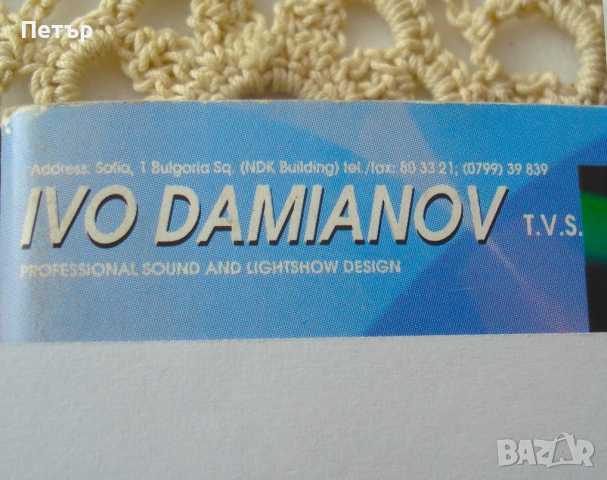 Петър
Address: Sofia, 1 Bulgaria Sq. (NDK Building) tel./fax: 80 33 21; (0799) 39 839
IVO DAMIANOV T.V.S.
PROFESSIONAL SOUND AND LIGHTSHOW DESIGN
BAZAR